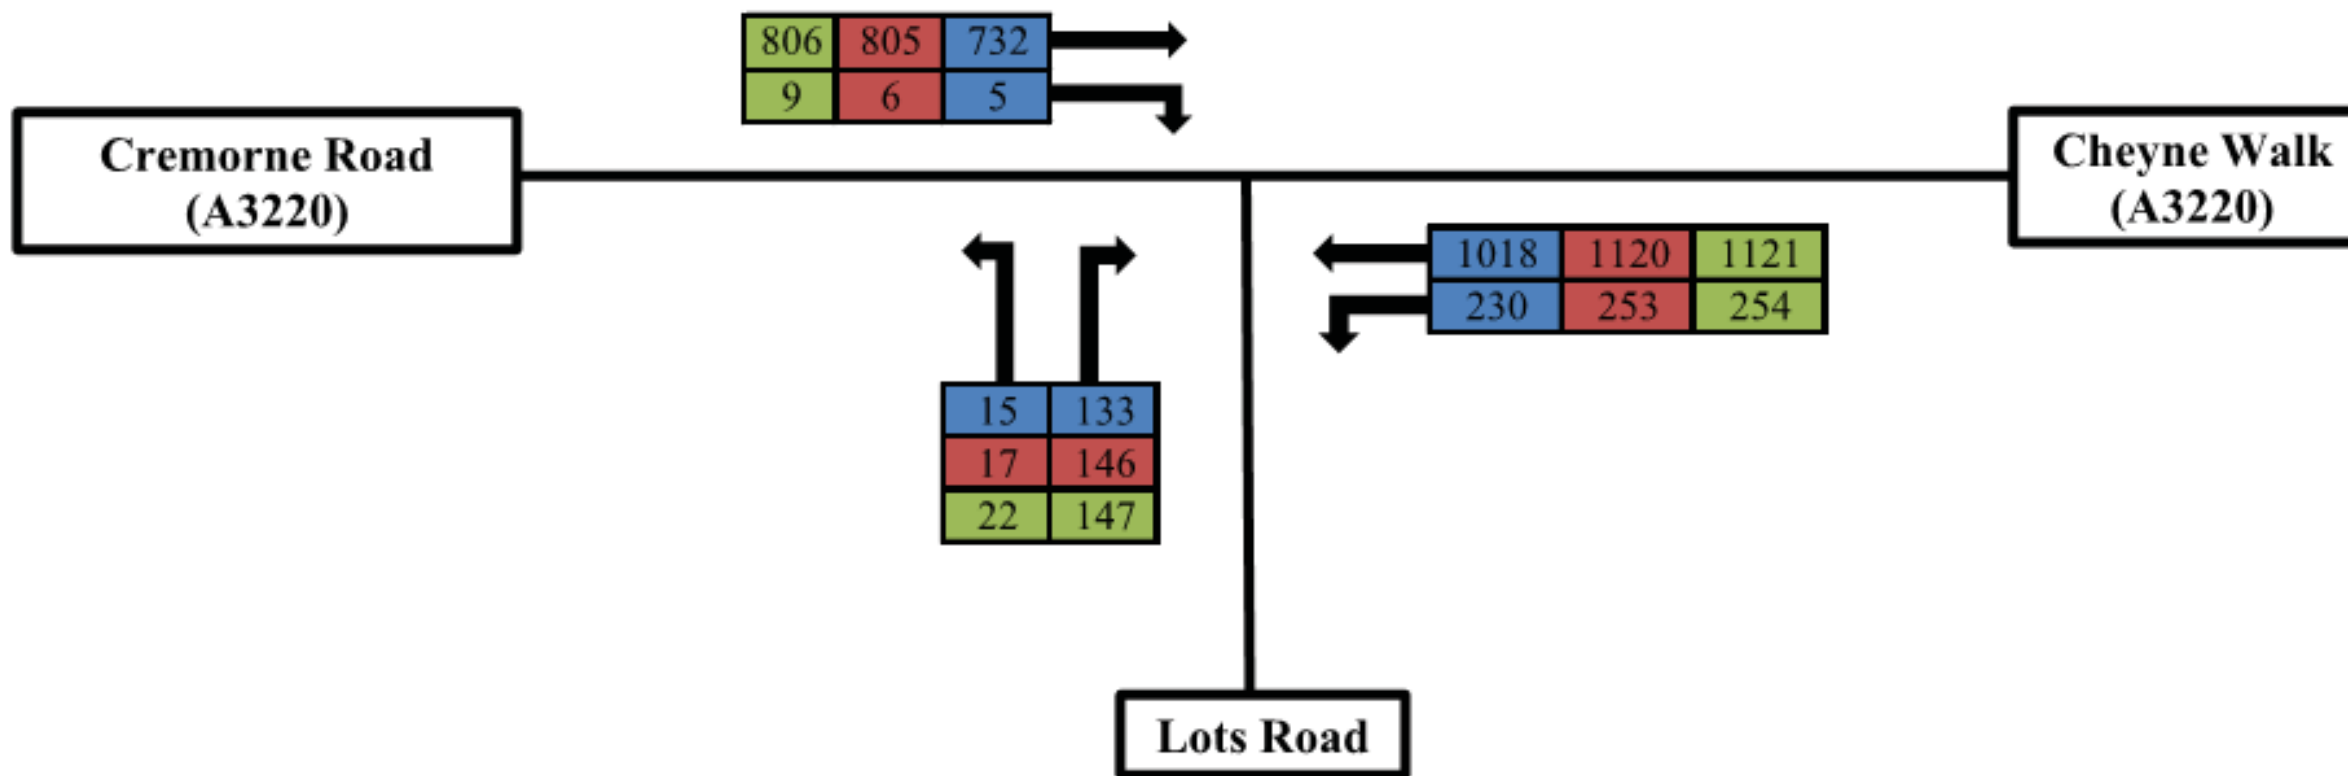 806 805 732
9 6 5
Cremorne Road
(A3220)
Cheyne Walk
(A3220)
1018 1120 1121
230 253 254
15 133
17 146
22 147
Lots Road